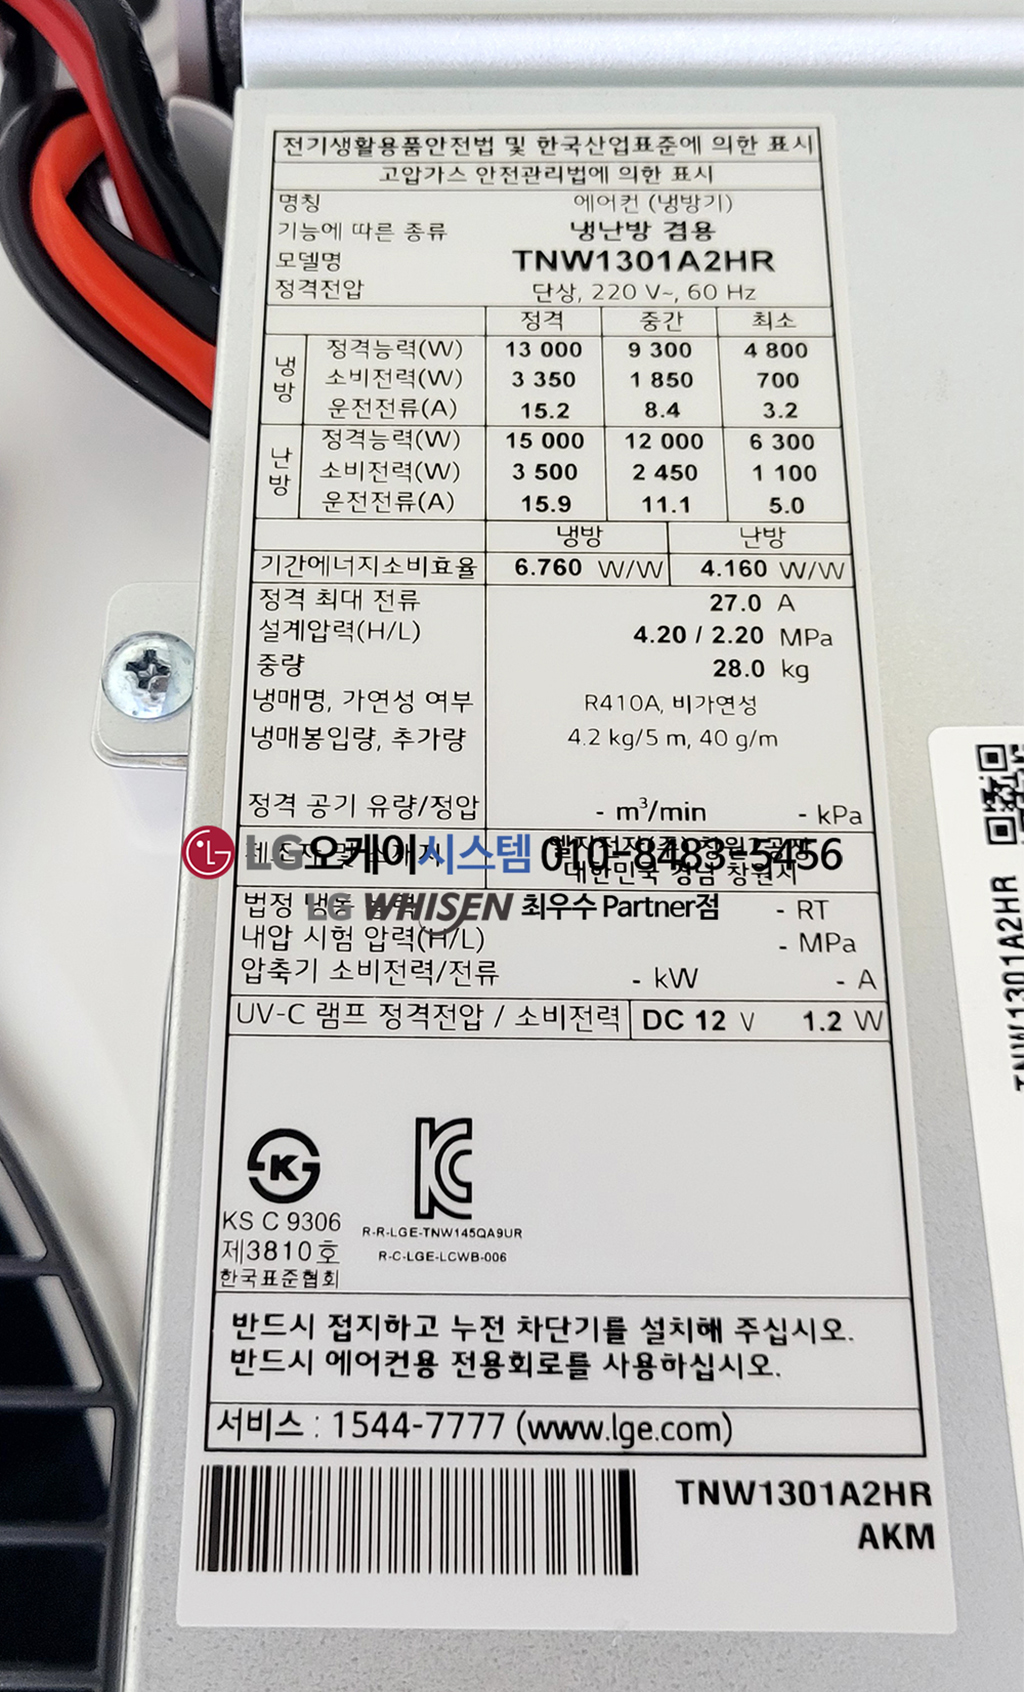 전기생활용품안전법 및 한국산업표준에 의한 표시
고압가스 안전관리법에 의한 표시
명칭 에어컨 (냉방기)
기능에 따른 종류 냉난방 겸용
모델명 TNW1301A2HR
정격전압 단상, 220 V~, 60 Hz
정격 중간 최소
냉방
정격능력(W) 13 000 9 300 4 800
소비전력(W) 3 350 1 850 700
운전전류(A) 15.2 8.4 3.2
난방
정격능력(W) 15 000 12 000 6 300
소비전력(W) 3 500 2 450 1 100
운전전류(A) 15.9 11.1 5.0
냉방 난방
기간에너지소비효율 6.760 W/W 4.160 W/W
정격 최대 전류 27.0 A
설계압력(H/L) 4.20 / 2.20 MPa
중량 28.0 kg
냉매명, 가연성 여부 R410A, 비가연성
냉매봉입량, 추가량 4.2 kg/5 m, 40 g/m
정격 공기 유량/정압 - m³/min - kPa
LG 오케이시스템 010-8483-5456
대한민국 경남 창원시
LG WHISEN 최우수 Partner점
법정 냉동 - RT
내압 시험 압력(H/L) - MPa
압축기 소비전력/전류 - kW - A
UV-C 램프 정격전압 / 소비전력 DC 12 V 1.2 W
K
KC
KS C 9306
제3810호
한국표준협회
R-R-LGE-TNW145QA9UR
R-C-LGE-LCWB-006
반드시 접지하고 누전 차단기를 설치해 주십시오.
반드시 에어컨용 전용회로를 사용하십시오.
서비스 : 1544-7777 (www.lge.com)
TNW1301A2HR
AKM
TNW1301A2HR